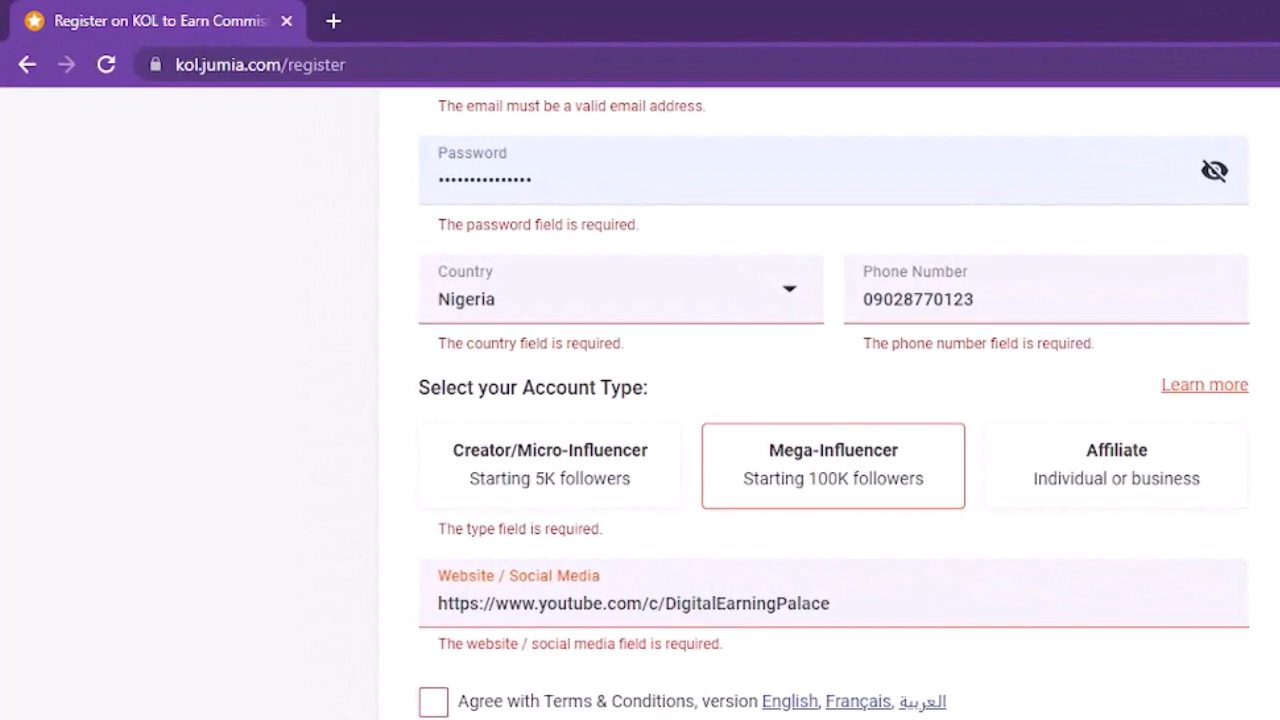 Register on KOL to Earn Commis
kol.jumia.com/register
The email must be a valid email address.
Password
•••••••••••••••
The password field is required.
Country
Phone Number
Nigeria
09028770123
The country field is required.
The phone number field is required.
Select your Account Type:
Learn more
Creator/Micro-Influencer
Starting 5K followers
Mega-Influencer
Starting 100K followers
Affiliate
Individual or business
The type field is required.
Website / Social Media
https://www.youtube.com/c/DigitalEarningPalace
The website / social media field is required.
Agree with Terms & Conditions, version English, Français, العربية